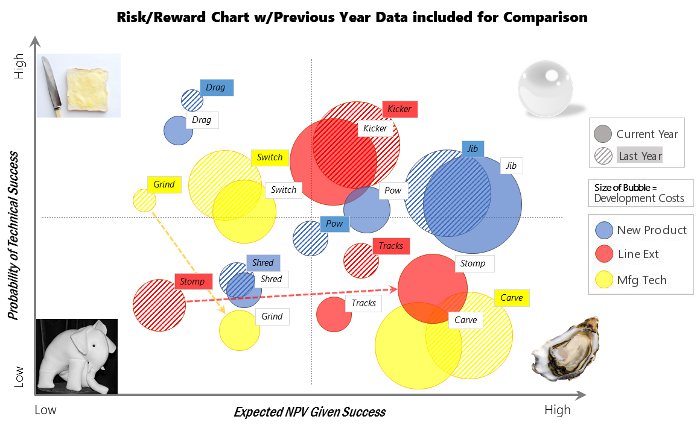 Risk/Reward Chart w/Previous Year Data included for Comparison
High
Drag
Drag
Kicker
Kicker
Current Year
Last Year
Switch
Jib
Jib
Grind
Switch
Pow
Size of Bubble =
Development Costs
Probability of Technical Success
Pow
New Product
Tracks
Line Ext
Shred
Stomp
Shred
Mfg Tech
Stomp
Tracks
Carve
Grind
Carve
Low
Low
Expected NPV Given Success
High